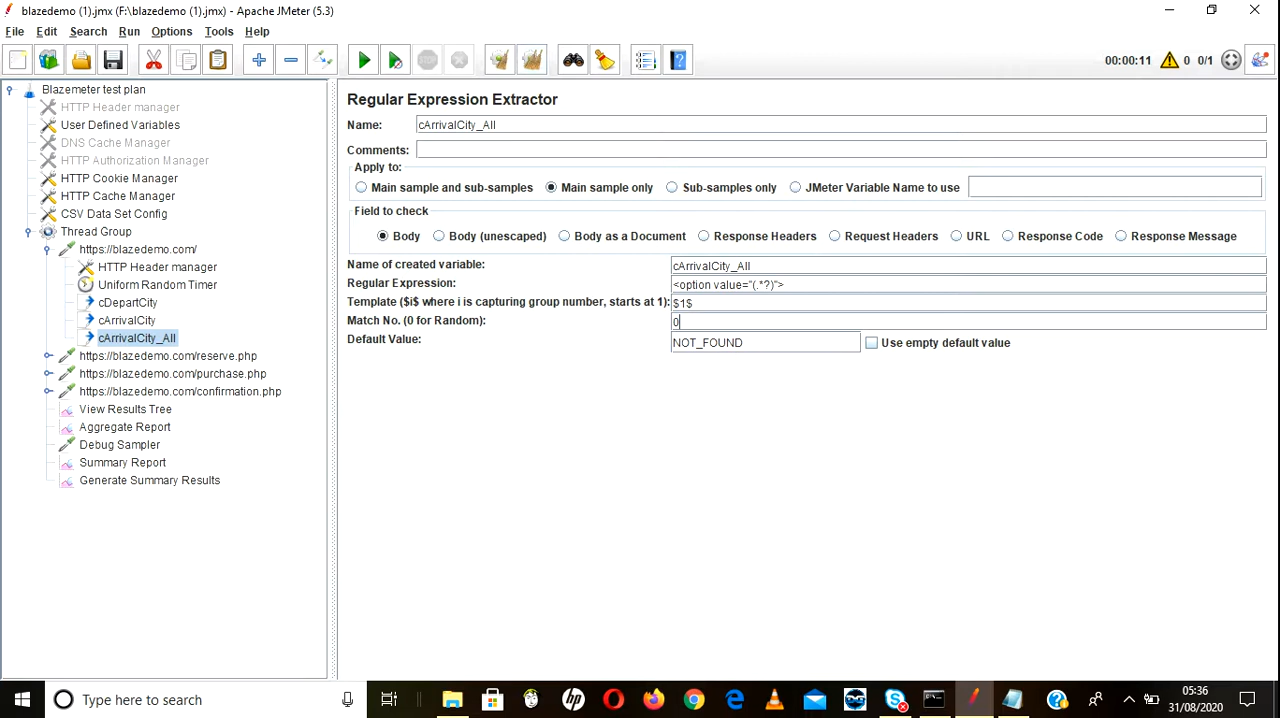 blazedemo (1).jmx (F:\blazedemo (1).jmx) - Apache JMeter (5.3)
File Edit Search Run Options Tools Help
STOP
00:00:11 0 0/1
Blazemeter test plan
HTTP Header manager
User Defined Variables
DNS Cache Manager
HTTP Authorization Manager
HTTP Cookie Manager
HTTP Cache Manager
CSV Data Set Config
Thread Group
https://blazedemo.com/
HTTP Header manager
Uniform Random Timer
cDepartCity
cArrivalCity
cArrivalCity_All
https://blazedemo.com/reserve.php
https://blazedemo.com/purchase.php
https://blazedemo.com/confirmation.php
View Results Tree
Aggregate Report
Debug Sampler
Summary Report
Generate Summary Results
Regular Expression Extractor
Name: cArrivalCity_All
Comments:
Apply to:
Main sample and sub-samples Main sample only Sub-samples only JMeter Variable Name to use
Field to check
Body Body (unescaped) Body as a Document Response Headers Request Headers URL Response Code Response Message
Name of created variable: cArrivalCity_All
Regular Expression: <option value="(.*?)">
Template ($i$ where i is capturing group number, starts at 1): $1$
Match No. (0 for Random): 0
Default Value: NOT_FOUND Use empty default value
Type here to search
05:36
31/08/2020